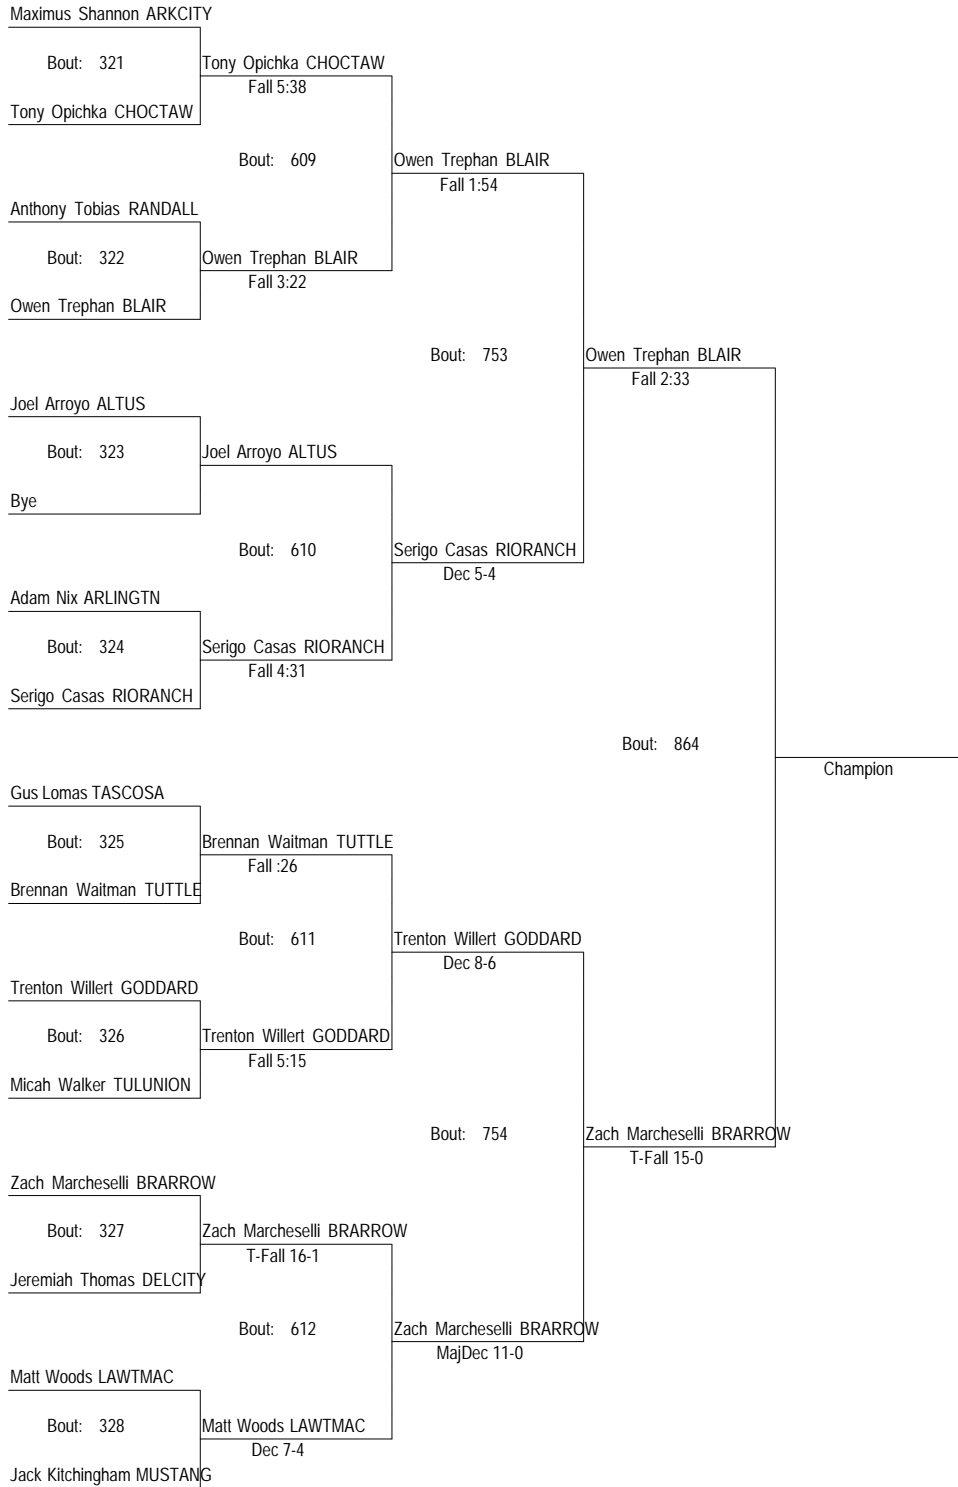 Maximus Shannon ARKCITY
Bout: 321
Tony Opichka CHOCTAW
Fall 5:38
Tony Opichka CHOCTAW
Bout: 609
Owen Trephan BLAIR
Fall 1:54
Anthony Tobias RANDALL
Bout: 322
Owen Trephan BLAIR
Fall 3:22
Owen Trephan BLAIR
Bout: 753
Owen Trephan BLAIR
Fall 2:33
Joel Arroyo ALTUS
Bout: 323
Joel Arroyo ALTUS
Bye
Bout: 610
Serigo Casas RIORANCH
Dec 5-4
Adam Nix ARLINGTN
Bout: 324
Serigo Casas RIORANCH
Fall 4:31
Serigo Casas RIORANCH
Bout: 864
Champion
Gus Lomas TASCOSA
Bout: 325
Brennan Waitman TUTTLE
Fall :26
Brennan Waitman TUTTLE
Bout: 611
Trenton Willert GODDARD
Dec 8-6
Trenton Willert GODDARD
Bout: 326
Trenton Willert GODDARD
Fall 5:15
Micah Walker TULUNION
Bout: 754
Zach Marcheselli BRARROW
T-Fall 15-0
Zach Marcheselli BRARROW
Bout: 327
Zach Marcheselli BRARROW
T-Fall 16-1
Jeremiah Thomas DELCITY
Bout: 612
Zach Marcheselli BRARROW
MajDec 11-0
Matt Woods LAWTMAC
Bout: 328
Matt Woods LAWTMAC
Dec 7-4
Jack Kitchingham MUSTANG